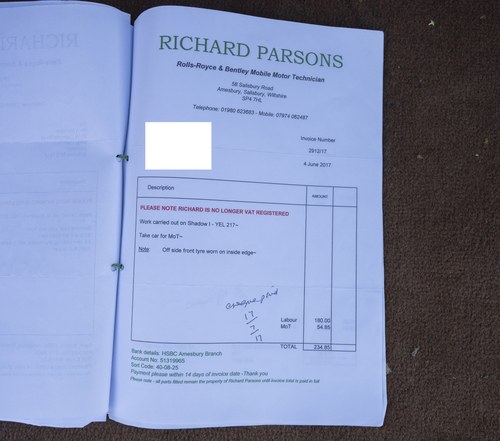 RICHARD PARSONS
Rolls-Royce & Bentley Mobile Motor Technician
58 Salisbury Road
Amesbury, Salisbury, Wiltshire
SP4 7HL
Telephone: 01980 623883 - Mobile: 07974 082487
Invoice Number
2912/17
4 June 2017
Description
AMOUNT
PLEASE NOTE RICHARD IS NO LONGER VAT REGISTERED
Work carried out on Shadow I - YEL 217~
Take car for MoT~
Note: Off side front tyre worn on inside edge~
cheque paid
17
7
17
Labour 180.00
MoT 54.85
TOTAL 234.85
Bank details: HSBC Amesbury Branch
Account No: 51319965
Sort Code: 40-08-25
Payment please within 14 days of invoice date -Thank you
Please note - all parts fitted remain the property of Richard Parsons until invoice total is paid in full